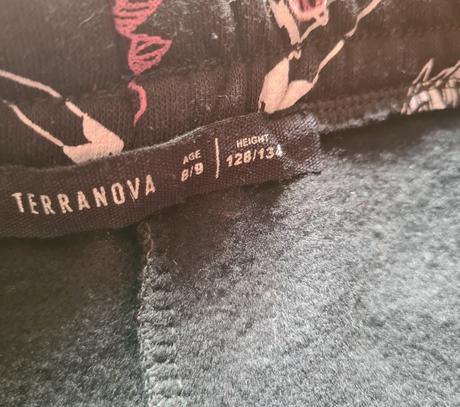 TERRANOVA
AGE
8/9
HEIGHT
128/134